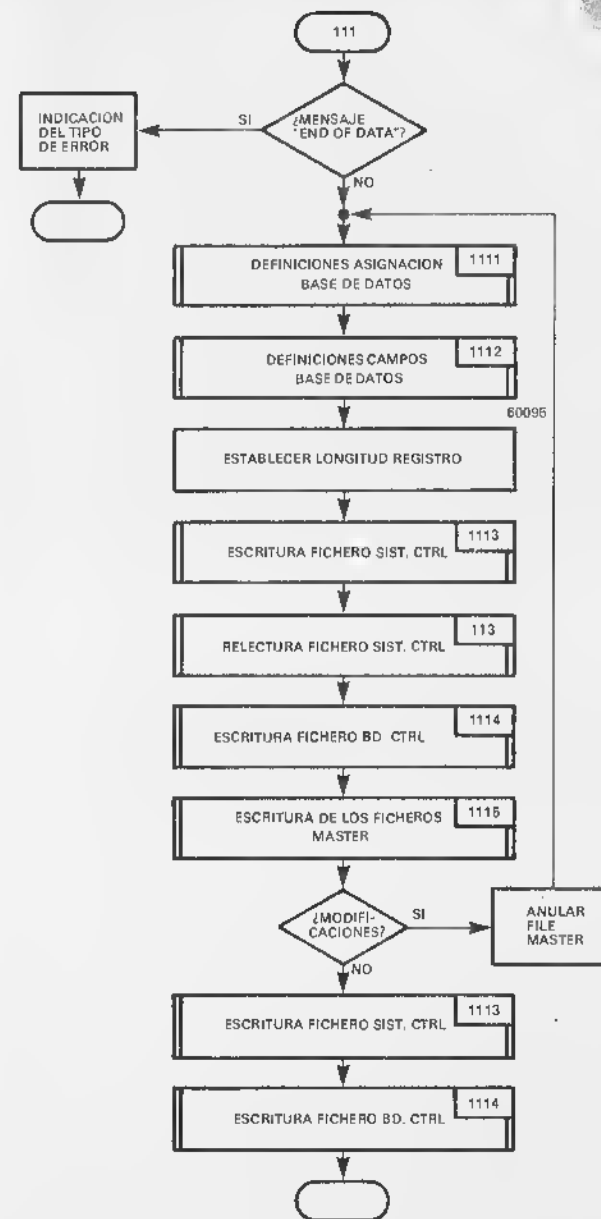 111
¿MENSAJE
"END OF DATA"?
SI
INDICACION
DEL TIPO
DE ERROR
NO
1111
DEFINICIONES ASIGNACION
BASE DE DATOS
1112
DEFINICIONES CAMPOS
BASE DE DATOS
60095
ESTABLECER LONGITUD REGISTRO
1113
ESCRITURA FICHERO SIST. CTRL
113
RELECTURA FICHERO SIST. CTRL
1114
ESCRITURA FICHERO BD. CTRL
1115
ESCRITURA DE LOS FICHEROS
MASTER
¿MODIFI-
CACIONES?
SI
ANULAR
FILE
MASTER
NO
1113
ESCRITURA FICHERO SIST. CTRL
1114
ESCRITURA FICHERO BD. CTRL